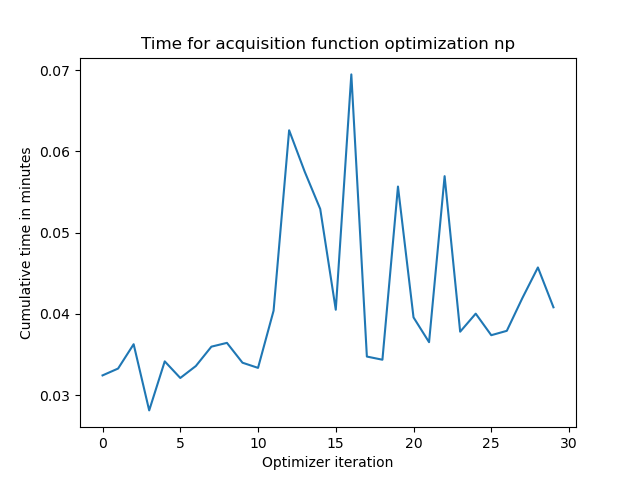 Time for acquisition function optimization np
Cumulative time in minutes
0.07
0.06
0.05
0.04
0.03
0 5 10 15 20 25 30
Optimizer iteration